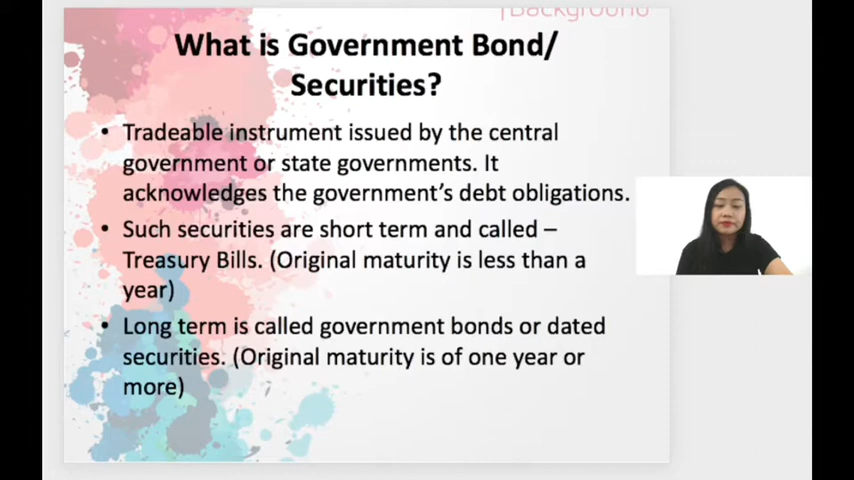 |Background
What is Government Bond/
Securities?
• Tradeable instrument issued by the central
government or state governments. It
acknowledges the government's debt obligations.
• Such securities are short term and called –
Treasury Bills. (Original maturity is less than a
year)
• Long term is called government bonds or dated
securities. (Original maturity is of one year or
more)